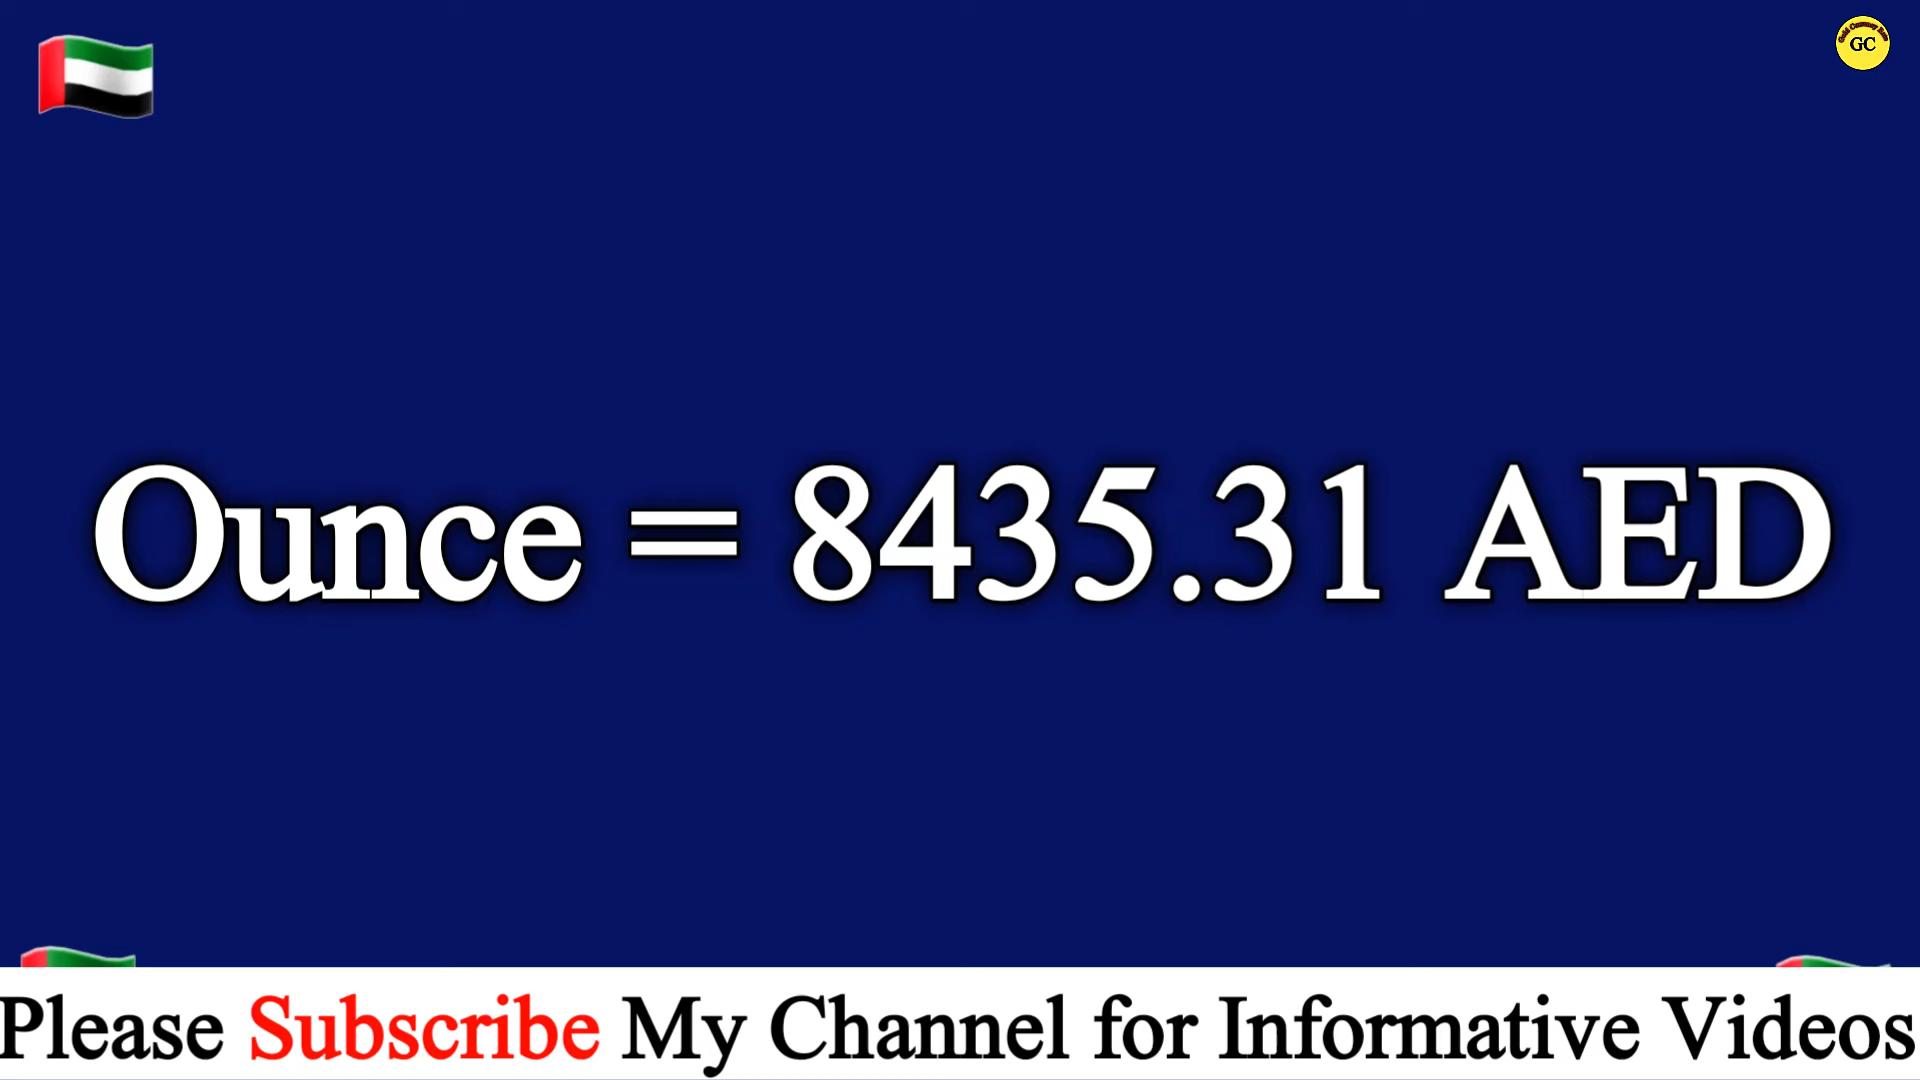 GC
Ounce = 8435.31 AED
Please Subscribe My Channel for Informative Videos